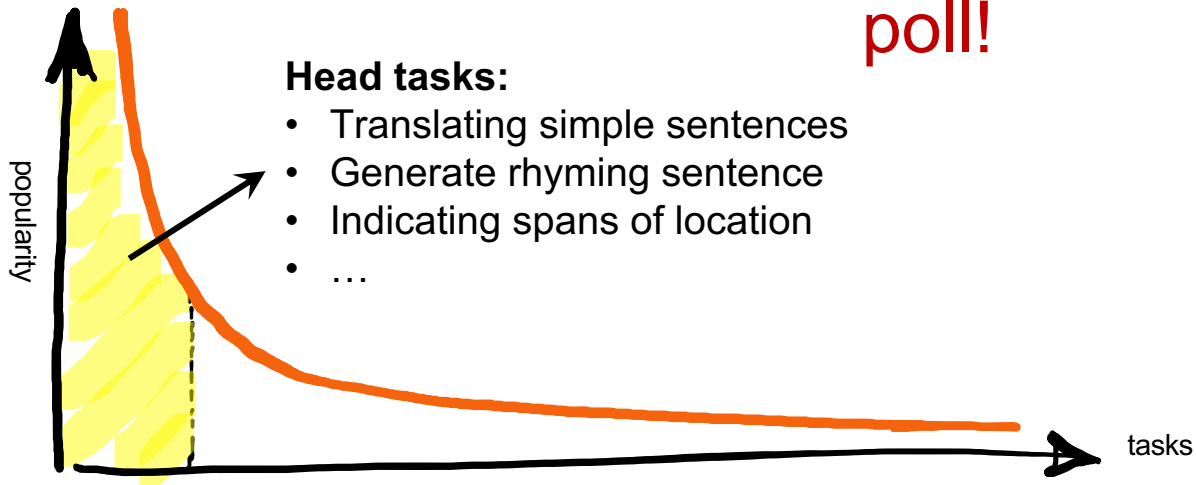 poll!
Head tasks:
• Translating simple sentences
• Generate rhyming sentence
• Indicating spans of location
• …
popularity
tasks